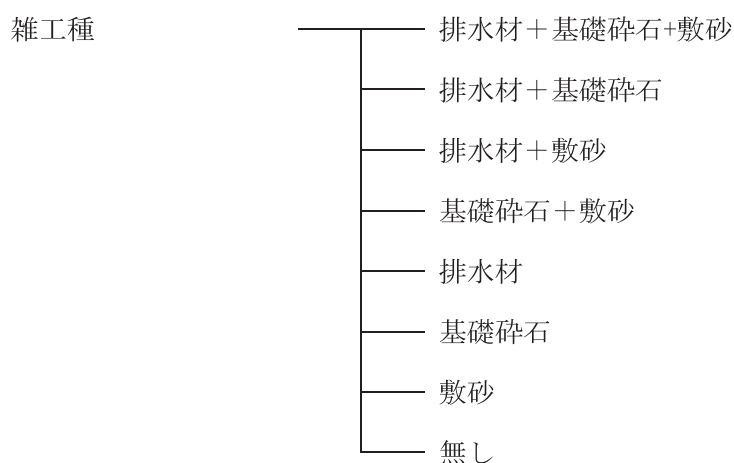 雑工種
排水材＋基礎砕石+敷砂
排水材＋基礎砕石
排水材＋敷砂
基礎砕石＋敷砂
排水材
基礎砕石
敷砂
無し